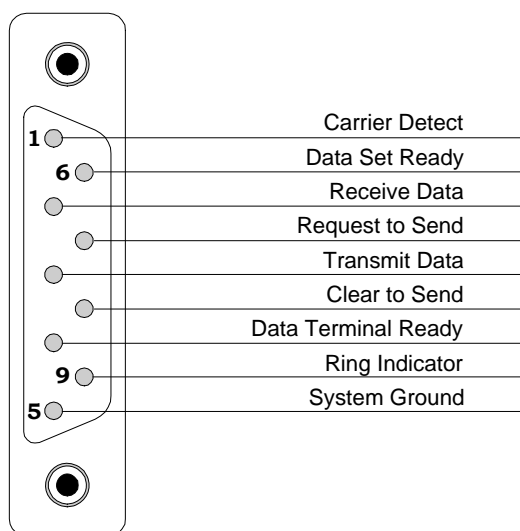 1 Carrier Detect
6 Data Set Ready
Receive Data
Request to Send
Transmit Data
Clear to Send
Data Terminal Ready
9 Ring Indicator
5 System Ground